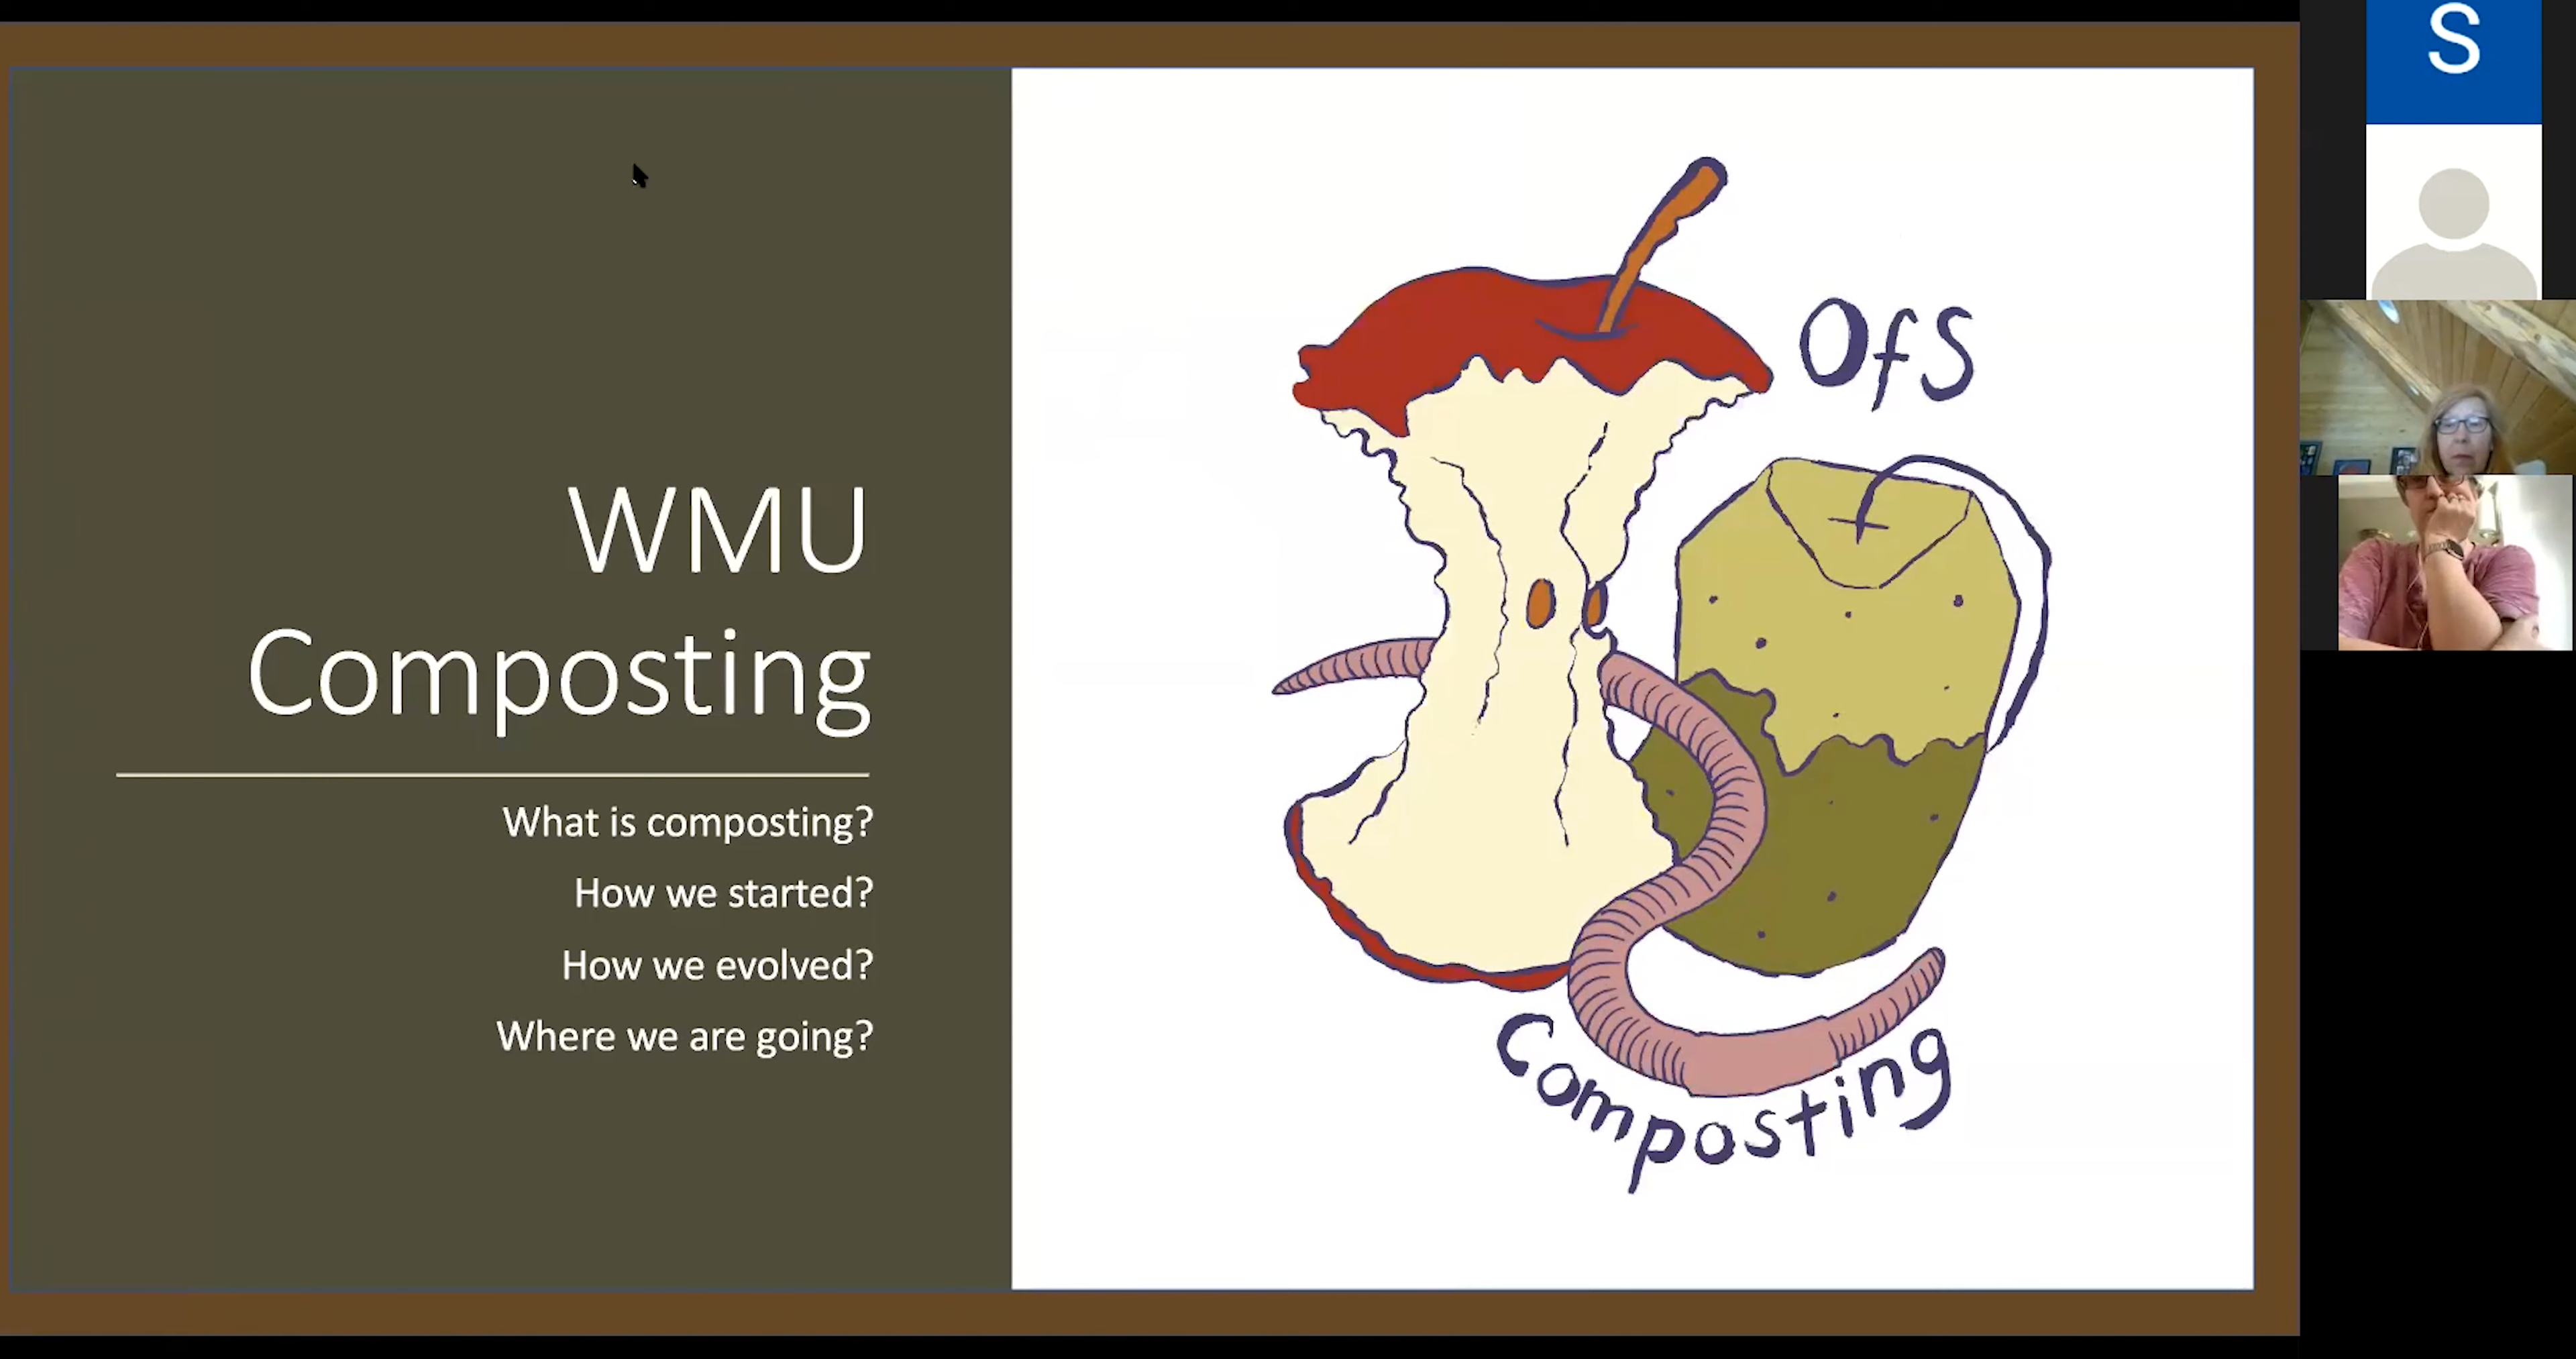 WMU
Composting
What is composting?
How we started?
How we evolved?
Where we are going?
OfS
Composting
S